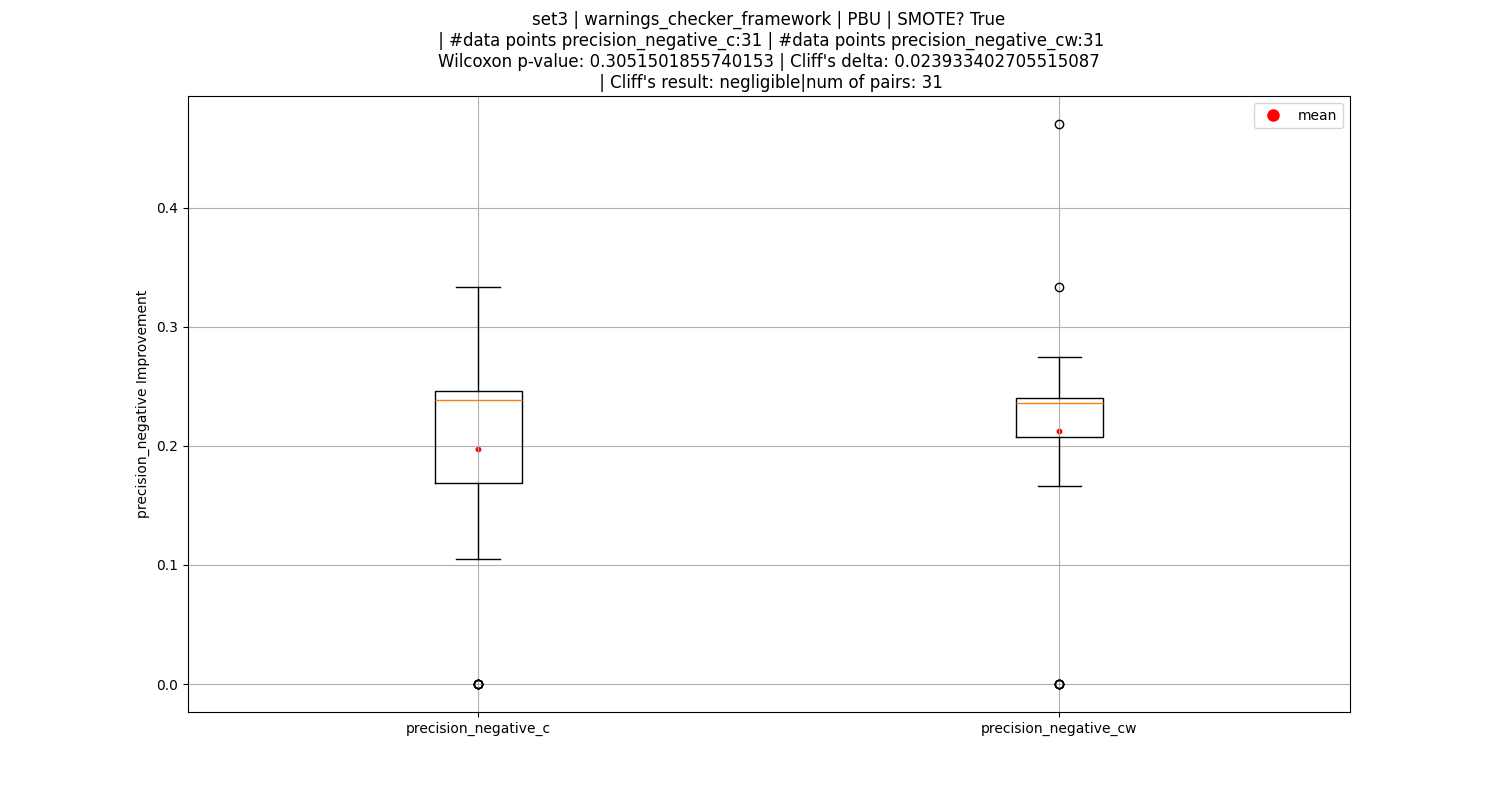 set3 | warnings_checker_framework | PBU | SMOTE? True
| #data points precision_negative_c:31 | #data points precision_negative_cw:31
Wilcoxon p-value: 0.3051501855740153 | Cliff's delta: 0.023933402705515087
| Cliff's result: negligible|num of pairs: 31
mean
precision_negative Improvement
0.4
0.3
0.2
0.1
0.0
precision_negative_c
precision_negative_cw